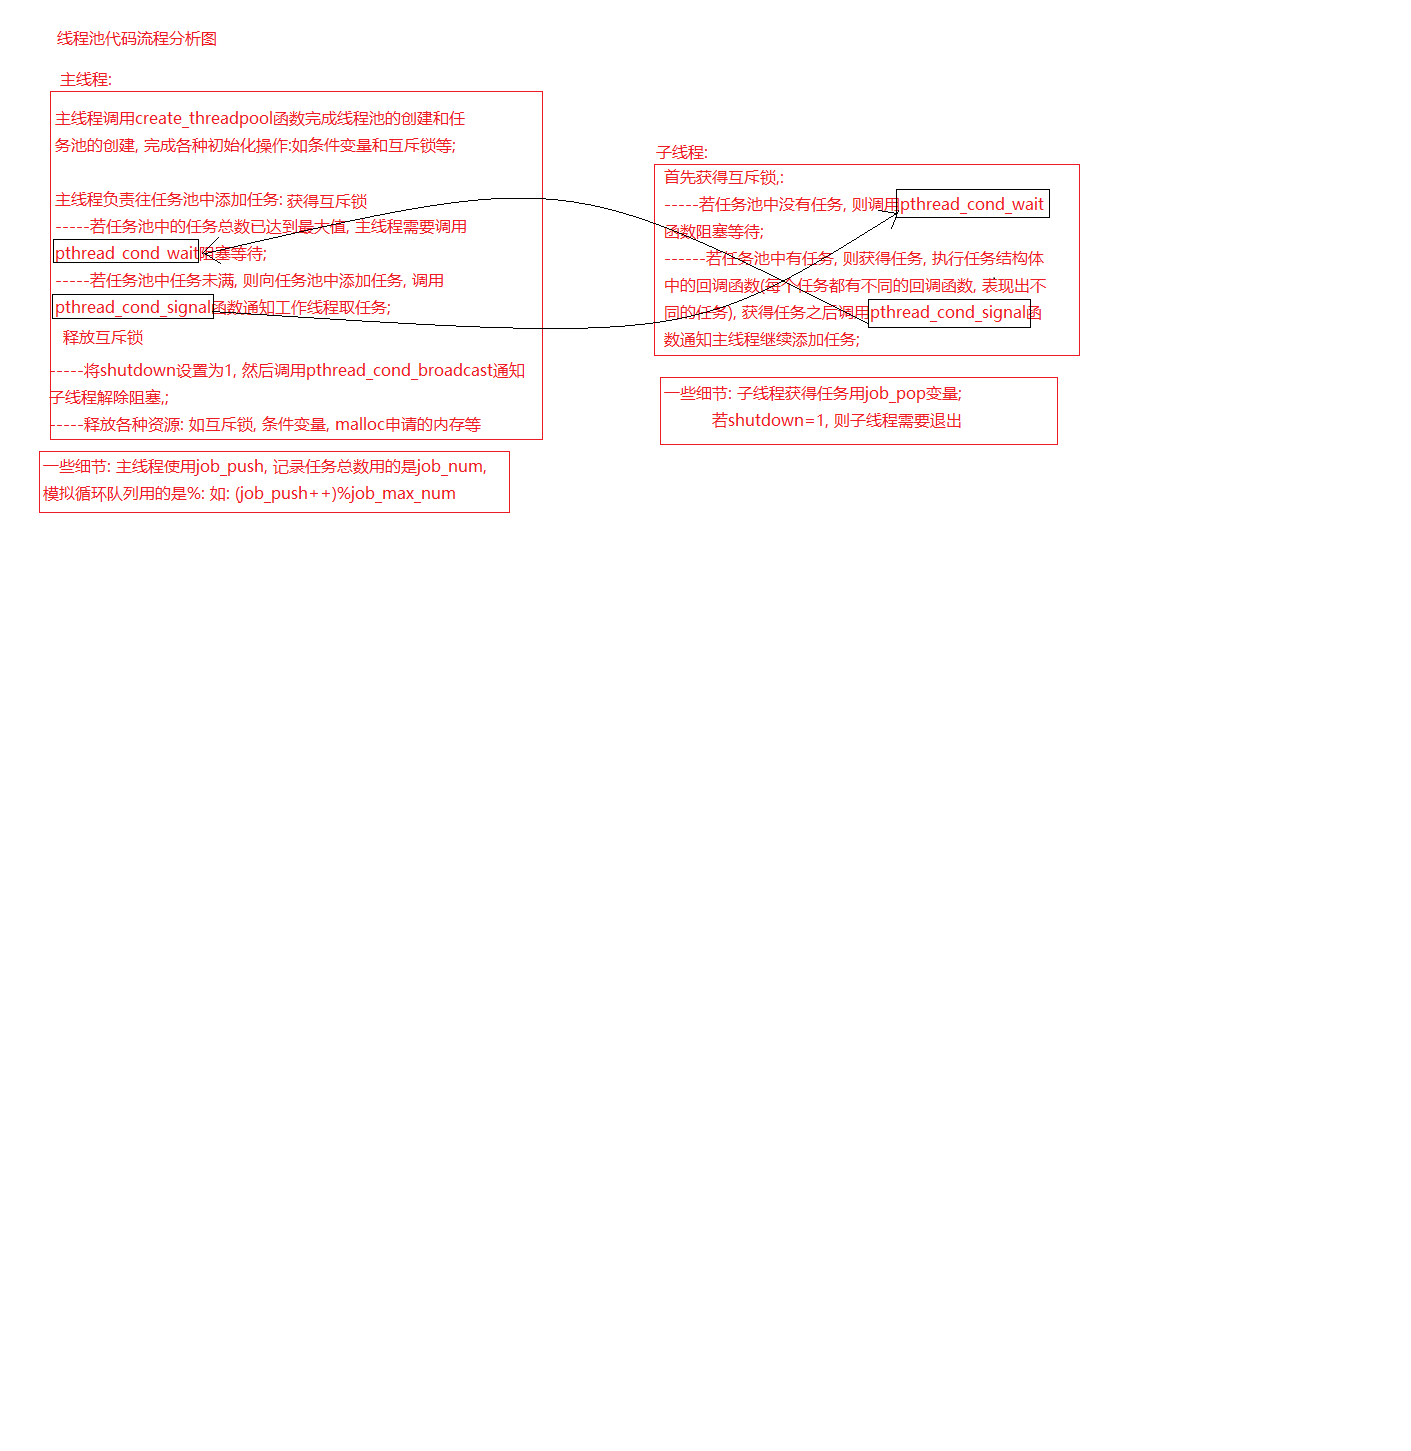 线程池代码流程分析图
主线程:
主线程调用create_threadpool函数完成线程池的创建和任
务池的创建, 完成各种初始化操作:如条件变量和互斥锁等;
主线程负责往任务池中添加任务: 获得互斥锁
-----若任务池中的任务总数已达到最大值, 主线程需要调用
pthread_cond_wait阻塞等待;
-----若任务池中任务未满, 则向任务池中添加任务, 调用
pthread_cond_signal函数通知工作线程取任务;
释放互斥锁
-----将shutdown设置为1, 然后调用pthread_cond_broadcast通知
子线程解除阻塞,;
-----释放各种资源: 如互斥锁, 条件变量, malloc申请的内存等
一些细节: 主线程使用job_push, 记录任务总数用的是job_num,
模拟循环队列用的是%: 如: (job_push++)%job_max_num
子线程:
首先获得互斥锁,:
-----若任务池中没有任务, 则调用pthread_cond_wait
函数阻塞等待;
------若任务池中有任务, 则获得任务, 执行任务结构体
中的回调函数(每个任务都有不同的回调函数, 表现出不
同的任务), 获得任务之后调用pthread_cond_signal函
数通知主线程继续添加任务;
一些细节: 子线程获得任务用job_pop变量;
若shutdown=1, 则子线程需要退出